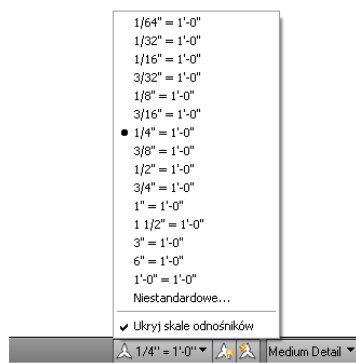 1/64" = 1'-0"
1/32" = 1'-0"
1/16" = 1'-0"
3/32" = 1'-0"
1/8" = 1'-0"
3/16" = 1'-0"
1/4" = 1'-0"
3/8" = 1'-0"
1/2" = 1'-0"
3/4" = 1'-0"
1" = 1'-0"
1 1/2" = 1'-0"
3" = 1'-0"
6" = 1'-0"
1'-0" = 1'-0"
Niestandardowe...
Ukryj skale odnośników
1/4" = 1'-0" Medium Detail